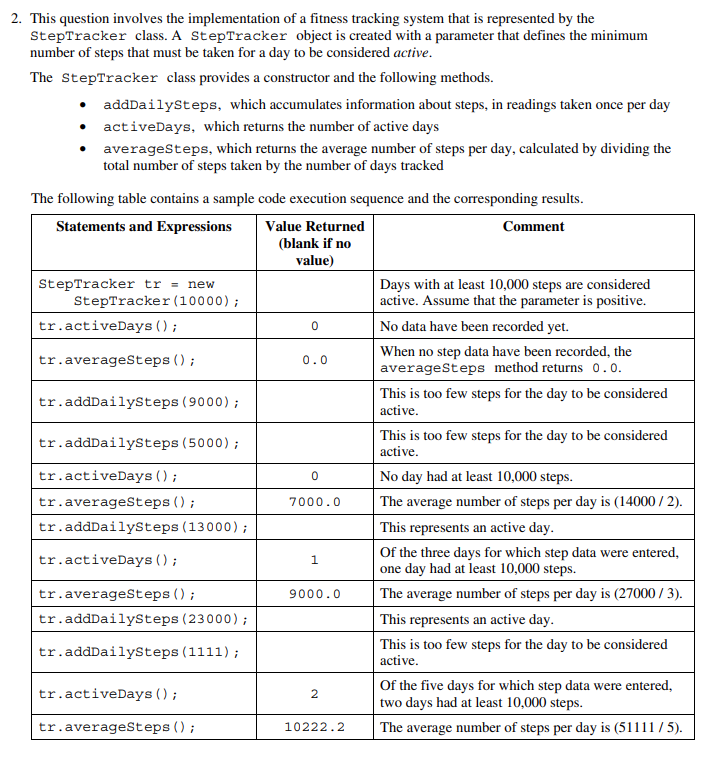 2. This question involves the implementation of a fitness tracking system that is represented by the
StepTracker class. A StepTracker object is created with a parameter that defines the minimum
number of steps that must be taken for a day to be considered active.
The StepTracker class provides a constructor and the following methods.
• addDailySteps, which accumulates information about steps, in readings taken once per day
• activeDays, which returns the number of active days
• averageSteps, which returns the average number of steps per day, calculated by dividing the
total number of steps taken by the number of days tracked
The following table contains a sample code execution sequence and the corresponding results.
Statements and Expressions
Value Returned
(blank if no
value)
Comment
StepTracker tr = new
StepTracker(10000);
Days with at least 10,000 steps are considered
active. Assume that the parameter is positive.
tr.activeDays();
0
No data have been recorded yet.
tr.averageSteps();
0.0
When no step data have been recorded, the
averageSteps method returns 0.0.
tr.addDailySteps(9000);
This is too few steps for the day to be considered
active.
tr.addDailySteps(5000);
This is too few steps for the day to be considered
active.
tr.activeDays();
0
No day had at least 10,000 steps.
tr.averageSteps();
7000.0
The average number of steps per day is (14000 / 2).
tr.addDailySteps(13000);
This represents an active day.
tr.activeDays();
1
Of the three days for which step data were entered,
one day had at least 10,000 steps.
tr.averageSteps();
9000.0
The average number of steps per day is (27000 / 3).
tr.addDailySteps(23000);
This represents an active day.
tr.addDailySteps(1111);
This is too few steps for the day to be considered
active.
tr.activeDays();
2
Of the five days for which step data were entered,
two days had at least 10,000 steps.
tr.averageSteps();
10222.2
The average number of steps per day is (51111 / 5).